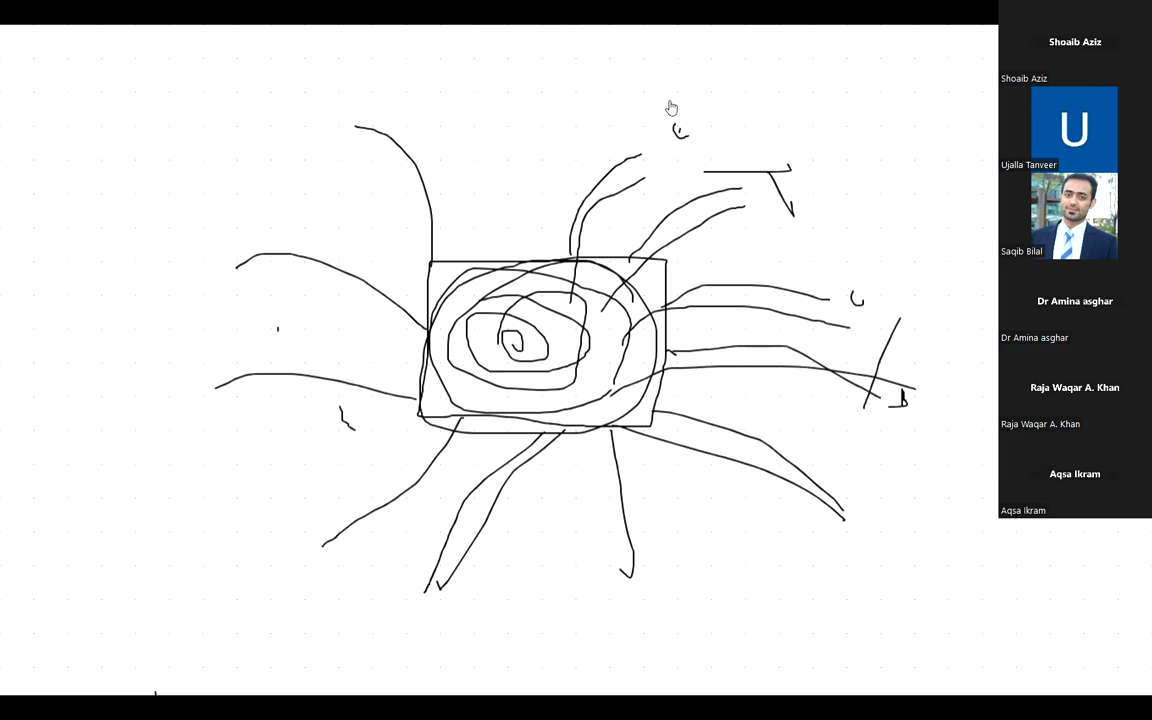 Shoaib Aziz
Shoaib Aziz
U
Ujalla Tanveer
Saqib Bilal
Dr Amina asghar
Dr Amina asghar
Raja Waqar A. Khan
Raja Waqar A. Khan
Aqsa Ikram
Aqsa Ikram